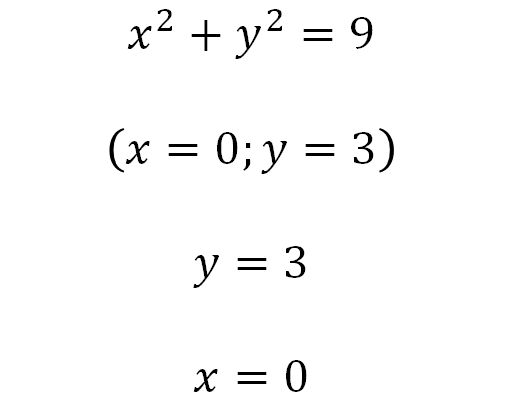 x² + y² = 9
(x = 0; y = 3)
y = 3
x = 0